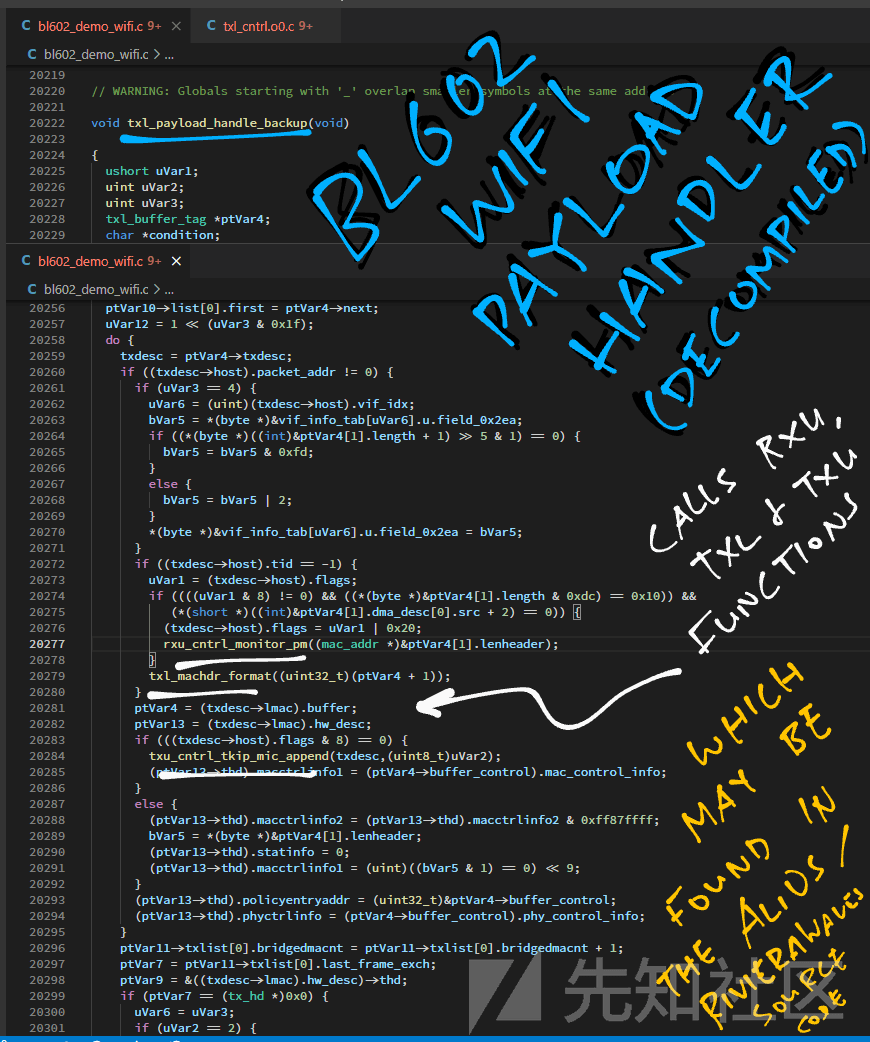 C bl602_demo_wifi.c 9+ × C txl_cntrl.o0.c 9+
C bl602_demo_wifi.c > ...
20219
20220 // WARNING: Globals starting with '_' overlap smaller symbols at the same add
20221
20222 void txl_payload_handle_backup(void)
20223
20224 {
20225 ushort uVar1;
20226 uint uVar2;
20227 uint uVar3;
20228 txl_buffer_tag *ptVar4;
20229 char *condition;
C bl602_demo_wifi.c 9+ ×
C bl602_demo_wifi.c > ...
20256 ptVar10->list[0].first = ptVar4->next;
20257 uVar12 = 1 << (uVar3 & 0x1f);
20258 do {
20259 txdesc = ptVar4->txdesc;
20260 if ((txdesc->host).packet_addr != 0) {
20261 if (uVar3 == 4) {
20262 uVar6 = (uint)(txdesc->host).vif_idx;
20263 bVar5 = *(byte *)&vif_info_tab[uVar6].u.field_0x2ea;
20264 if ((*(byte *)((int)&ptVar4[1].length + 1) >> 5 & 1) == 0) {
20265 bVar5 = bVar5 & 0xfd;
20266 }
20267 else {
20268 bVar5 = bVar5 | 2;
20269 }
20270 *(byte *)&vif_info_tab[uVar6].u.field_0x2ea = bVar5;
20271 }
20272 if ((txdesc->host).tid == -1) {
20273 uVar1 = (txdesc->host).flags;
20274 if ((((uVar1 & 8) != 0) && ((*(byte *)&ptVar4[1].length & 0xdc) == 0x10)) &&
20275 (*(short *)((int)&ptVar4[1].dma_desc[0].src + 2) == 0)) {
20276 (txdesc->host).flags = uVar1 | 0x20;
20277 rxu_cntrl_monitor_pm((mac_addr *)&ptVar4[1].lenheader);
20278 }
20279 txl_machdr_format((uint32_t)(ptVar4 + 1));
20280 }
20281 ptVar4 = (txdesc->lmac).buffer;
20282 ptVar13 = (txdesc->lmac).hw_desc;
20283 if (((txdesc->host).flags & 8) == 0) {
20284 txu_cntrl_tkip_mic_append(txdesc,(uint8_t)uVar2);
20285 (ptVar13->thd).macctrlinfo1 = (ptVar4->buffer_control).mac_control_info;
20286 }
20287 else {
20288 (ptVar13->thd).macctrlinfo2 = (ptVar13->thd).macctrlinfo2 & 0xff87ffff;
20289 bVar5 = *(byte *)&ptVar4[1].lenheader;
20290 (ptVar13->thd).statinfo = 0;
20291 (ptVar13->thd).macctrlinfo1 = (uint)((bVar5 & 1) == 0) << 9;
20292 }
20293 (ptVar13->thd).policyentryaddr = (uint32_t)&ptVar4->buffer_control;
20294 (ptVar13->thd).phyctrlinfo = (ptVar4->buffer_control).phy_control_info;
20295 }
20296 ptVar11->txlist[0].bridgedmacnt = ptVar11->txlist[0].bridgedmacnt + 1;
20297 ptVar7 = ptVar11->txlist[0].last_frame_exch;
20298 ptVar9 = &((txdesc->lmac).hw_desc)->thd;
20299 if (ptVar7 == (tx_hd *)0x0) {
20300 uVar6 = uVar3;
20301 if (uVar2 == 2) {
BL602
WIFI
PAYLOAD
HANDLER
(DECOMPILED)
CALLS RXU,
TXL & TXU
FUNCTIONS
WHICH
MAY BE
FOUND IN
THE ALIOS/
RIVIERAWAVES
SOURCE
CODE
先知社区